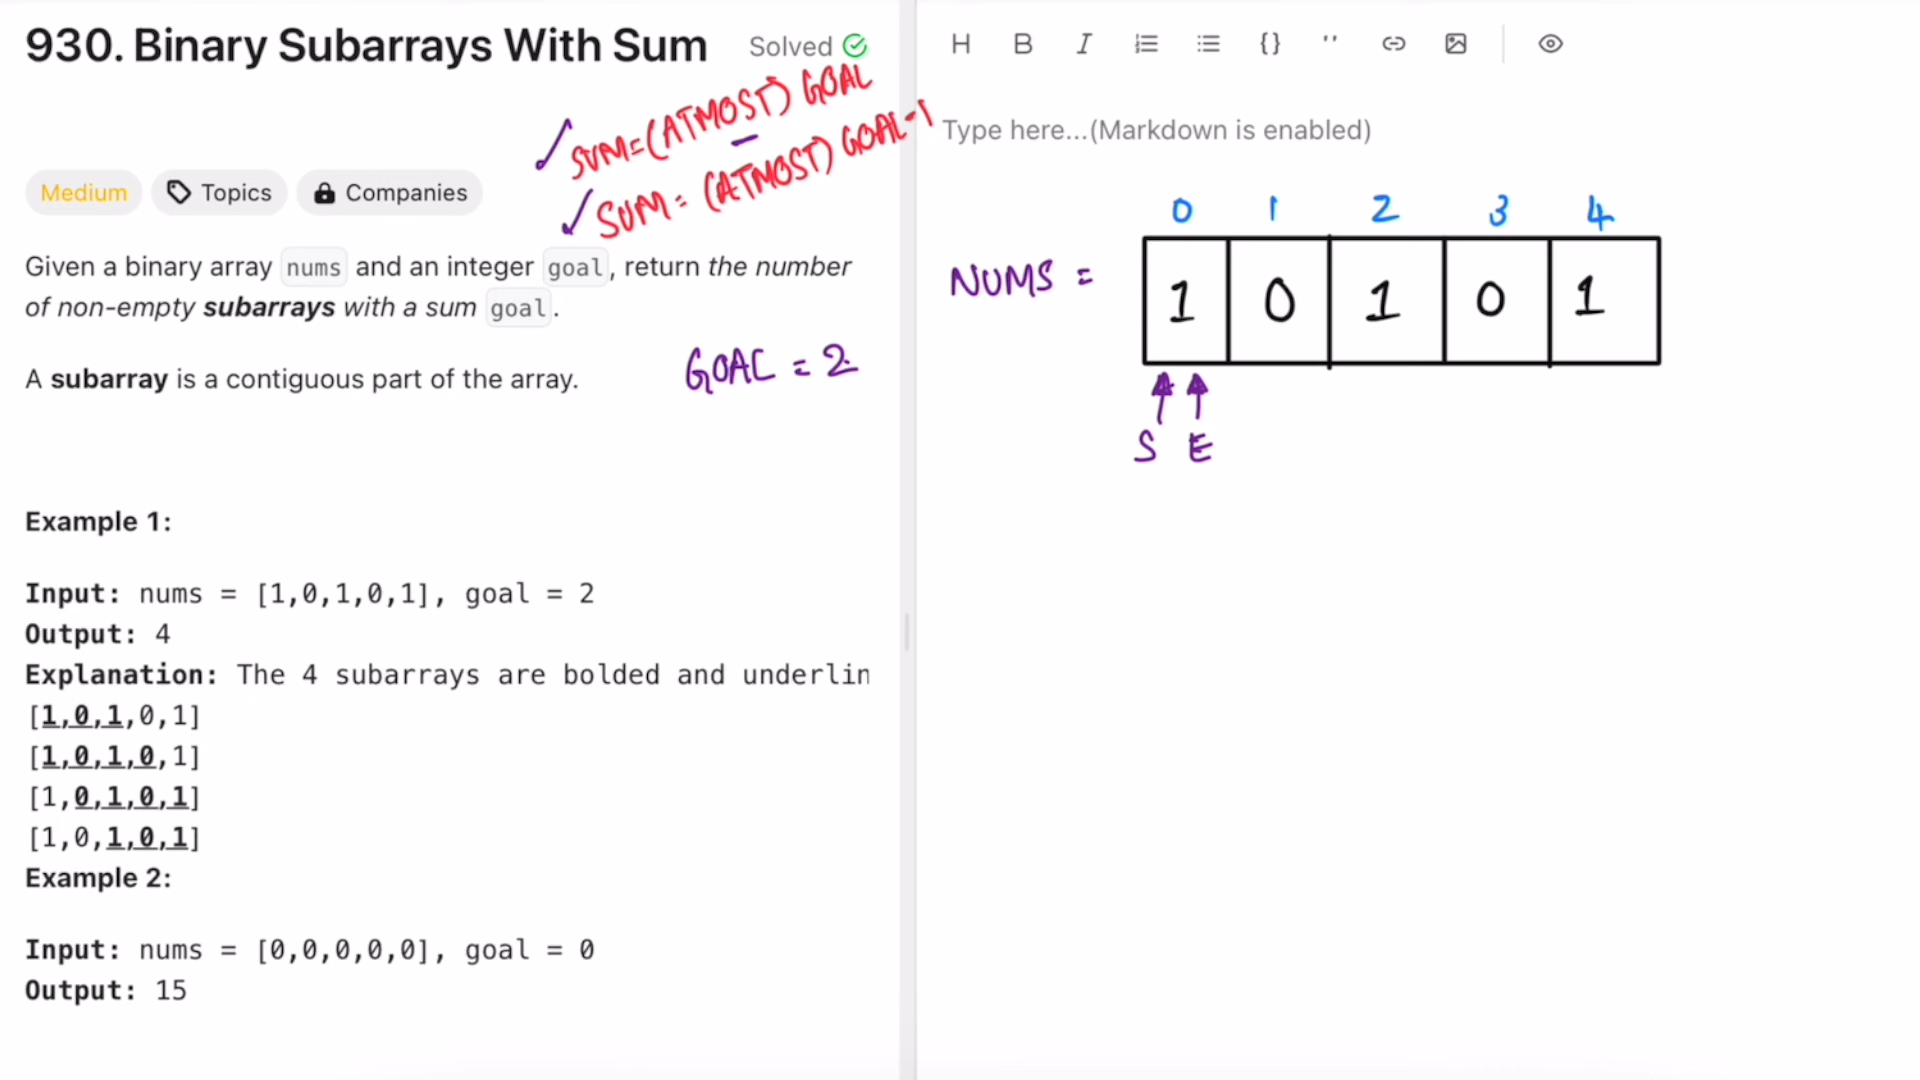 930. Binary Subarrays With Sum
Solved
SUM=(ATMOST) GOAL
SUM=(ATMOST) GOAL-1
Medium
Topics
Companies
Given a binary array nums and an integer goal, return the number
of non-empty subarrays with a sum goal.
A subarray is a contiguous part of the array.
GOAL = 2
Example 1:
Input: nums = [1,0,1,0,1], goal = 2
Output: 4
Explanation: The 4 subarrays are bolded and underlin
[1,0,1,0,1]
[1,0,1,0,1]
[1,0,1,0,1]
[1,0,1,0,1]
Example 2:
Input: nums = [0,0,0,0,0], goal = 0
Output: 15
H B I {} ''
Type here...(Markdown is enabled)
0 1 2 3 4
NUMS = 1 0 1 0 1
S E